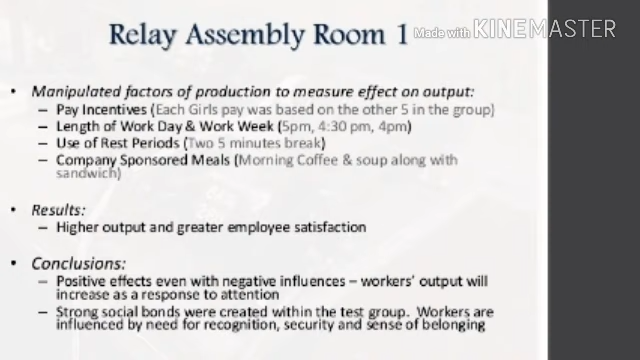 Relay Assembly Room 1
Made with KINEMASTER
• Manipulated factors of production to measure effect on output:
– Pay Incentives (Each Girls pay was based on the other 5 in the group)
– Length of Work Day & Work Week (5pm, 4:30 pm, 4pm)
– Use of Rest Periods (Two 5 minutes break)
– Company Sponsored Meals (Morning Coffee & soup along with
sandwich)
• Results:
– Higher output and greater employee satisfaction
• Conclusions:
– Positive effects even with negative influences – workers’ output will
increase as a response to attention
– Strong social bonds were created within the test group. Workers are
influenced by need for recognition, security and sense of belonging